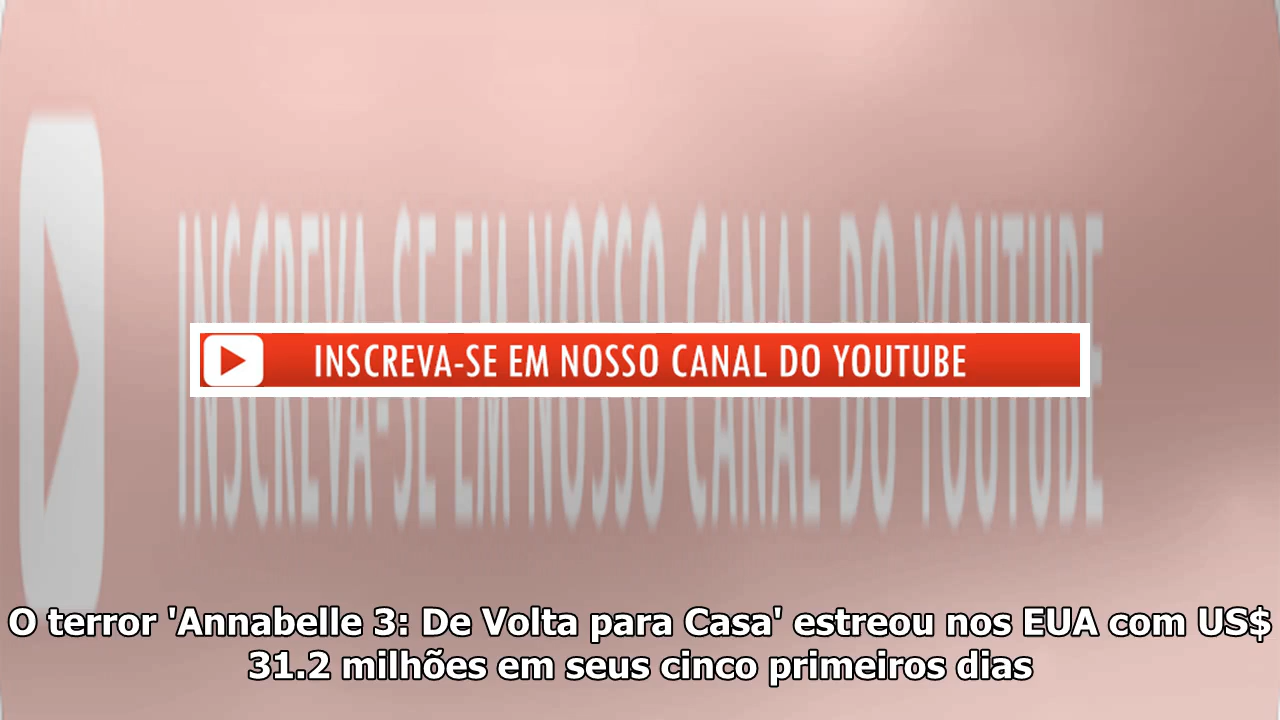 INSCREVA-SE EM NOSSO CANAL DO YOUTUBE
INSCREVA-SE EM NOSSO CANAL DO YOUTUBE
O terror 'Annabelle 3: De Volta para Casa' estreou nos EUA com US$
31.2 milhões em seus cinco primeiros dias